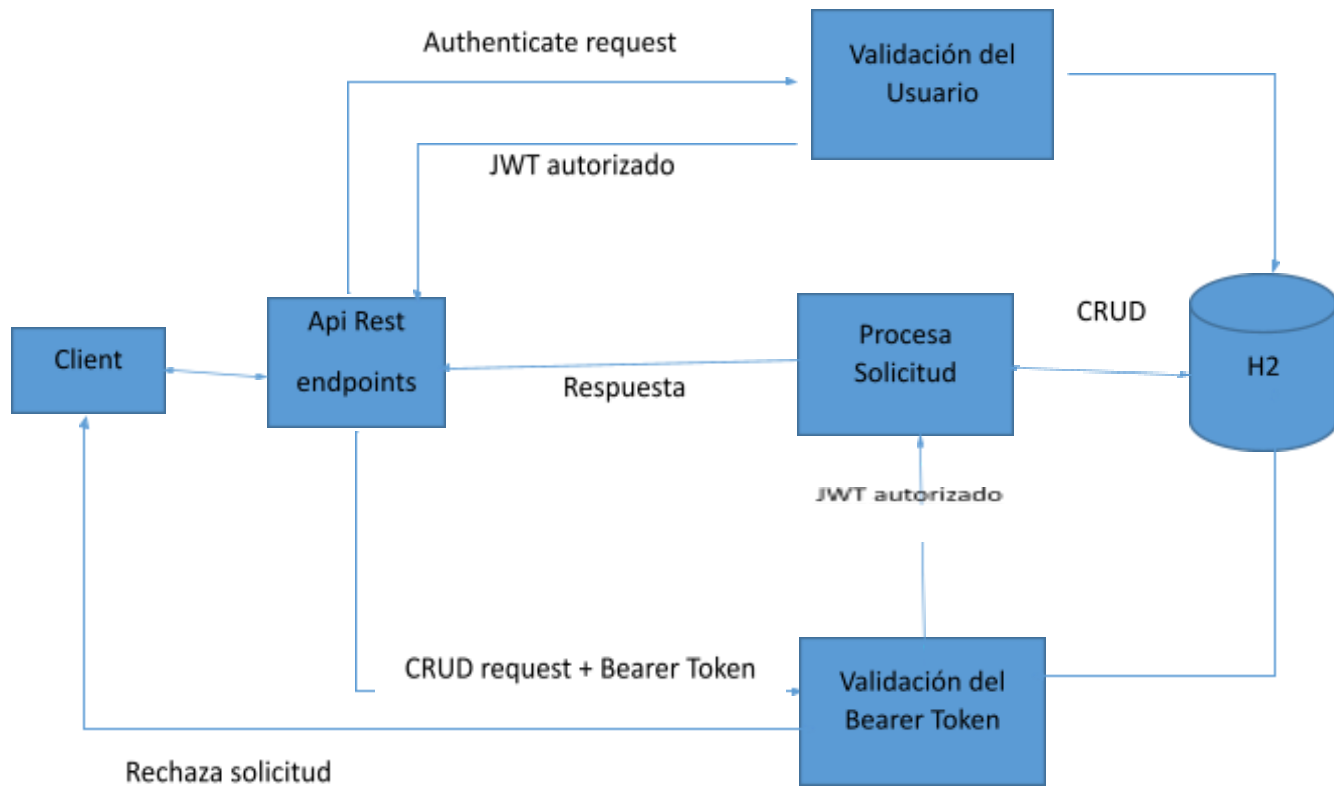 Authenticate request
Validación del
Usuario
JWT autorizado
Api Rest
endpoints
Client
Respuesta
Procesa
Solicitud
CRUD
H2
JWT autorizado
CRUD request + Bearer Token
Validación del
Bearer Token
Rechaza solicitud